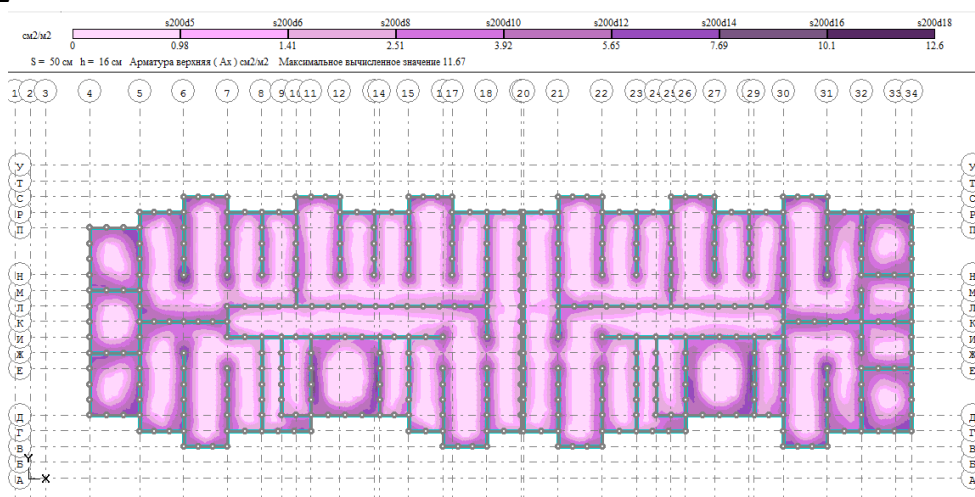 s200d5 s200d6 s200d8 s200d10 s200d12 s200d14 s200d16 s200d18
см2/м2
0 0.98 1.41 2.51 3.92 5.65 7.69 10.1 12.6
S = 50 см h = 16 см Арматура верхняя ( Ax ) см2/м2 Максимальное вычисленное значение 11.67
1 2 3 4 5 6 7 8 9 10 11 12 14 15 17 18 20 21 22 23 24 25 26 27 29 30 31 32 33 34
У У
Т Т
С С
Р Р
П П
Н Н
М М
Л Л
К К
И И
Ж Ж
Е Е
Д Д
Г Г
В В
Б Б
А А
Y
X